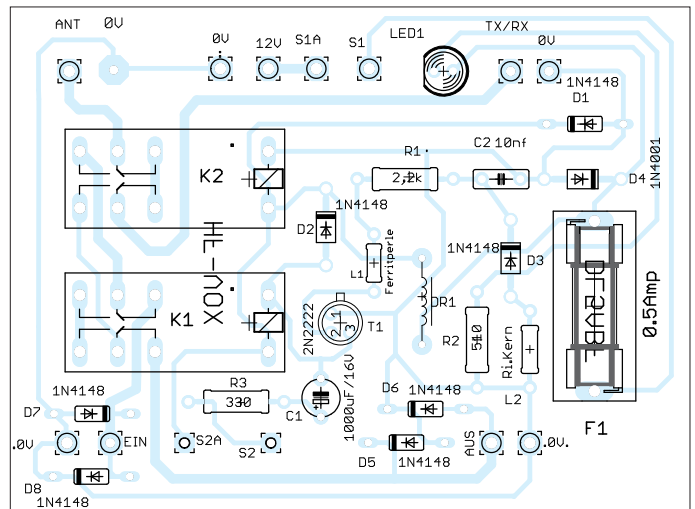 ANT 0V
0V 12V S1A S1 LED1 TX/RX 0V
1N4148
D1
K2
R1
2,2k
C2 10nf
D4
1N4001
1N4148
D2
Ferritperle
L1
1N4148
D3
DR1
K1
2N2222
T1
R2
510
Ri.Kern
L2
0.5Amp
F1
R3
330
C1
1000uF/16V
1N4148
D7
.0V
EIN
S2A
S2
D6
1N4148
D5
1N4148
AUS
.0V.
D8
1N4148